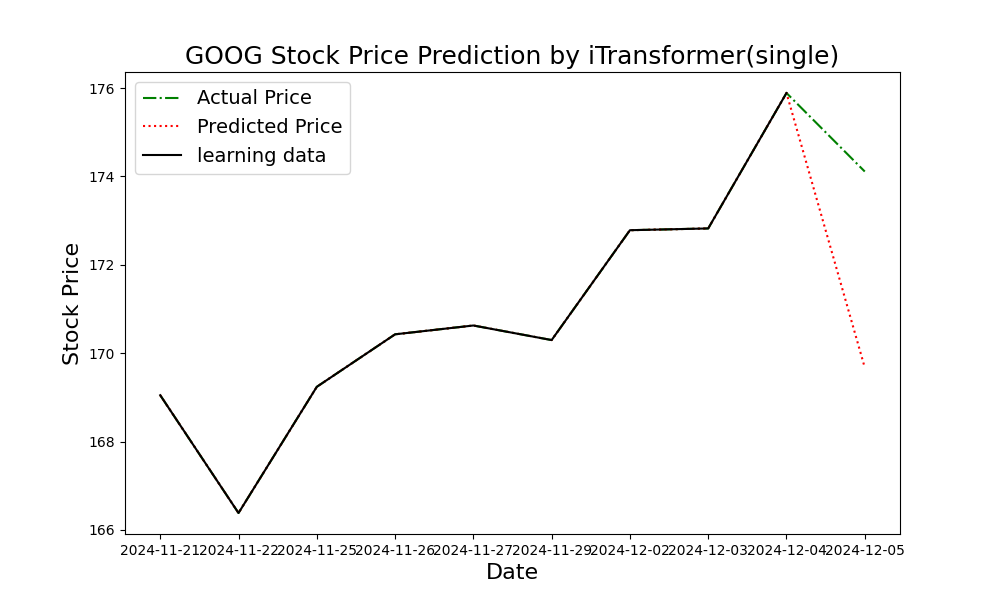 GOOG Stock Price Prediction by iTransformer(single)
Actual Price
Predicted Price
learning data
Stock Price
176
174
172
170
168
166
2024-11-21 2024-11-22 2024-11-25 2024-11-26 2024-11-27 2024-11-29 2024-12-02 2024-12-03 2024-12-04 2024-12-05
Date